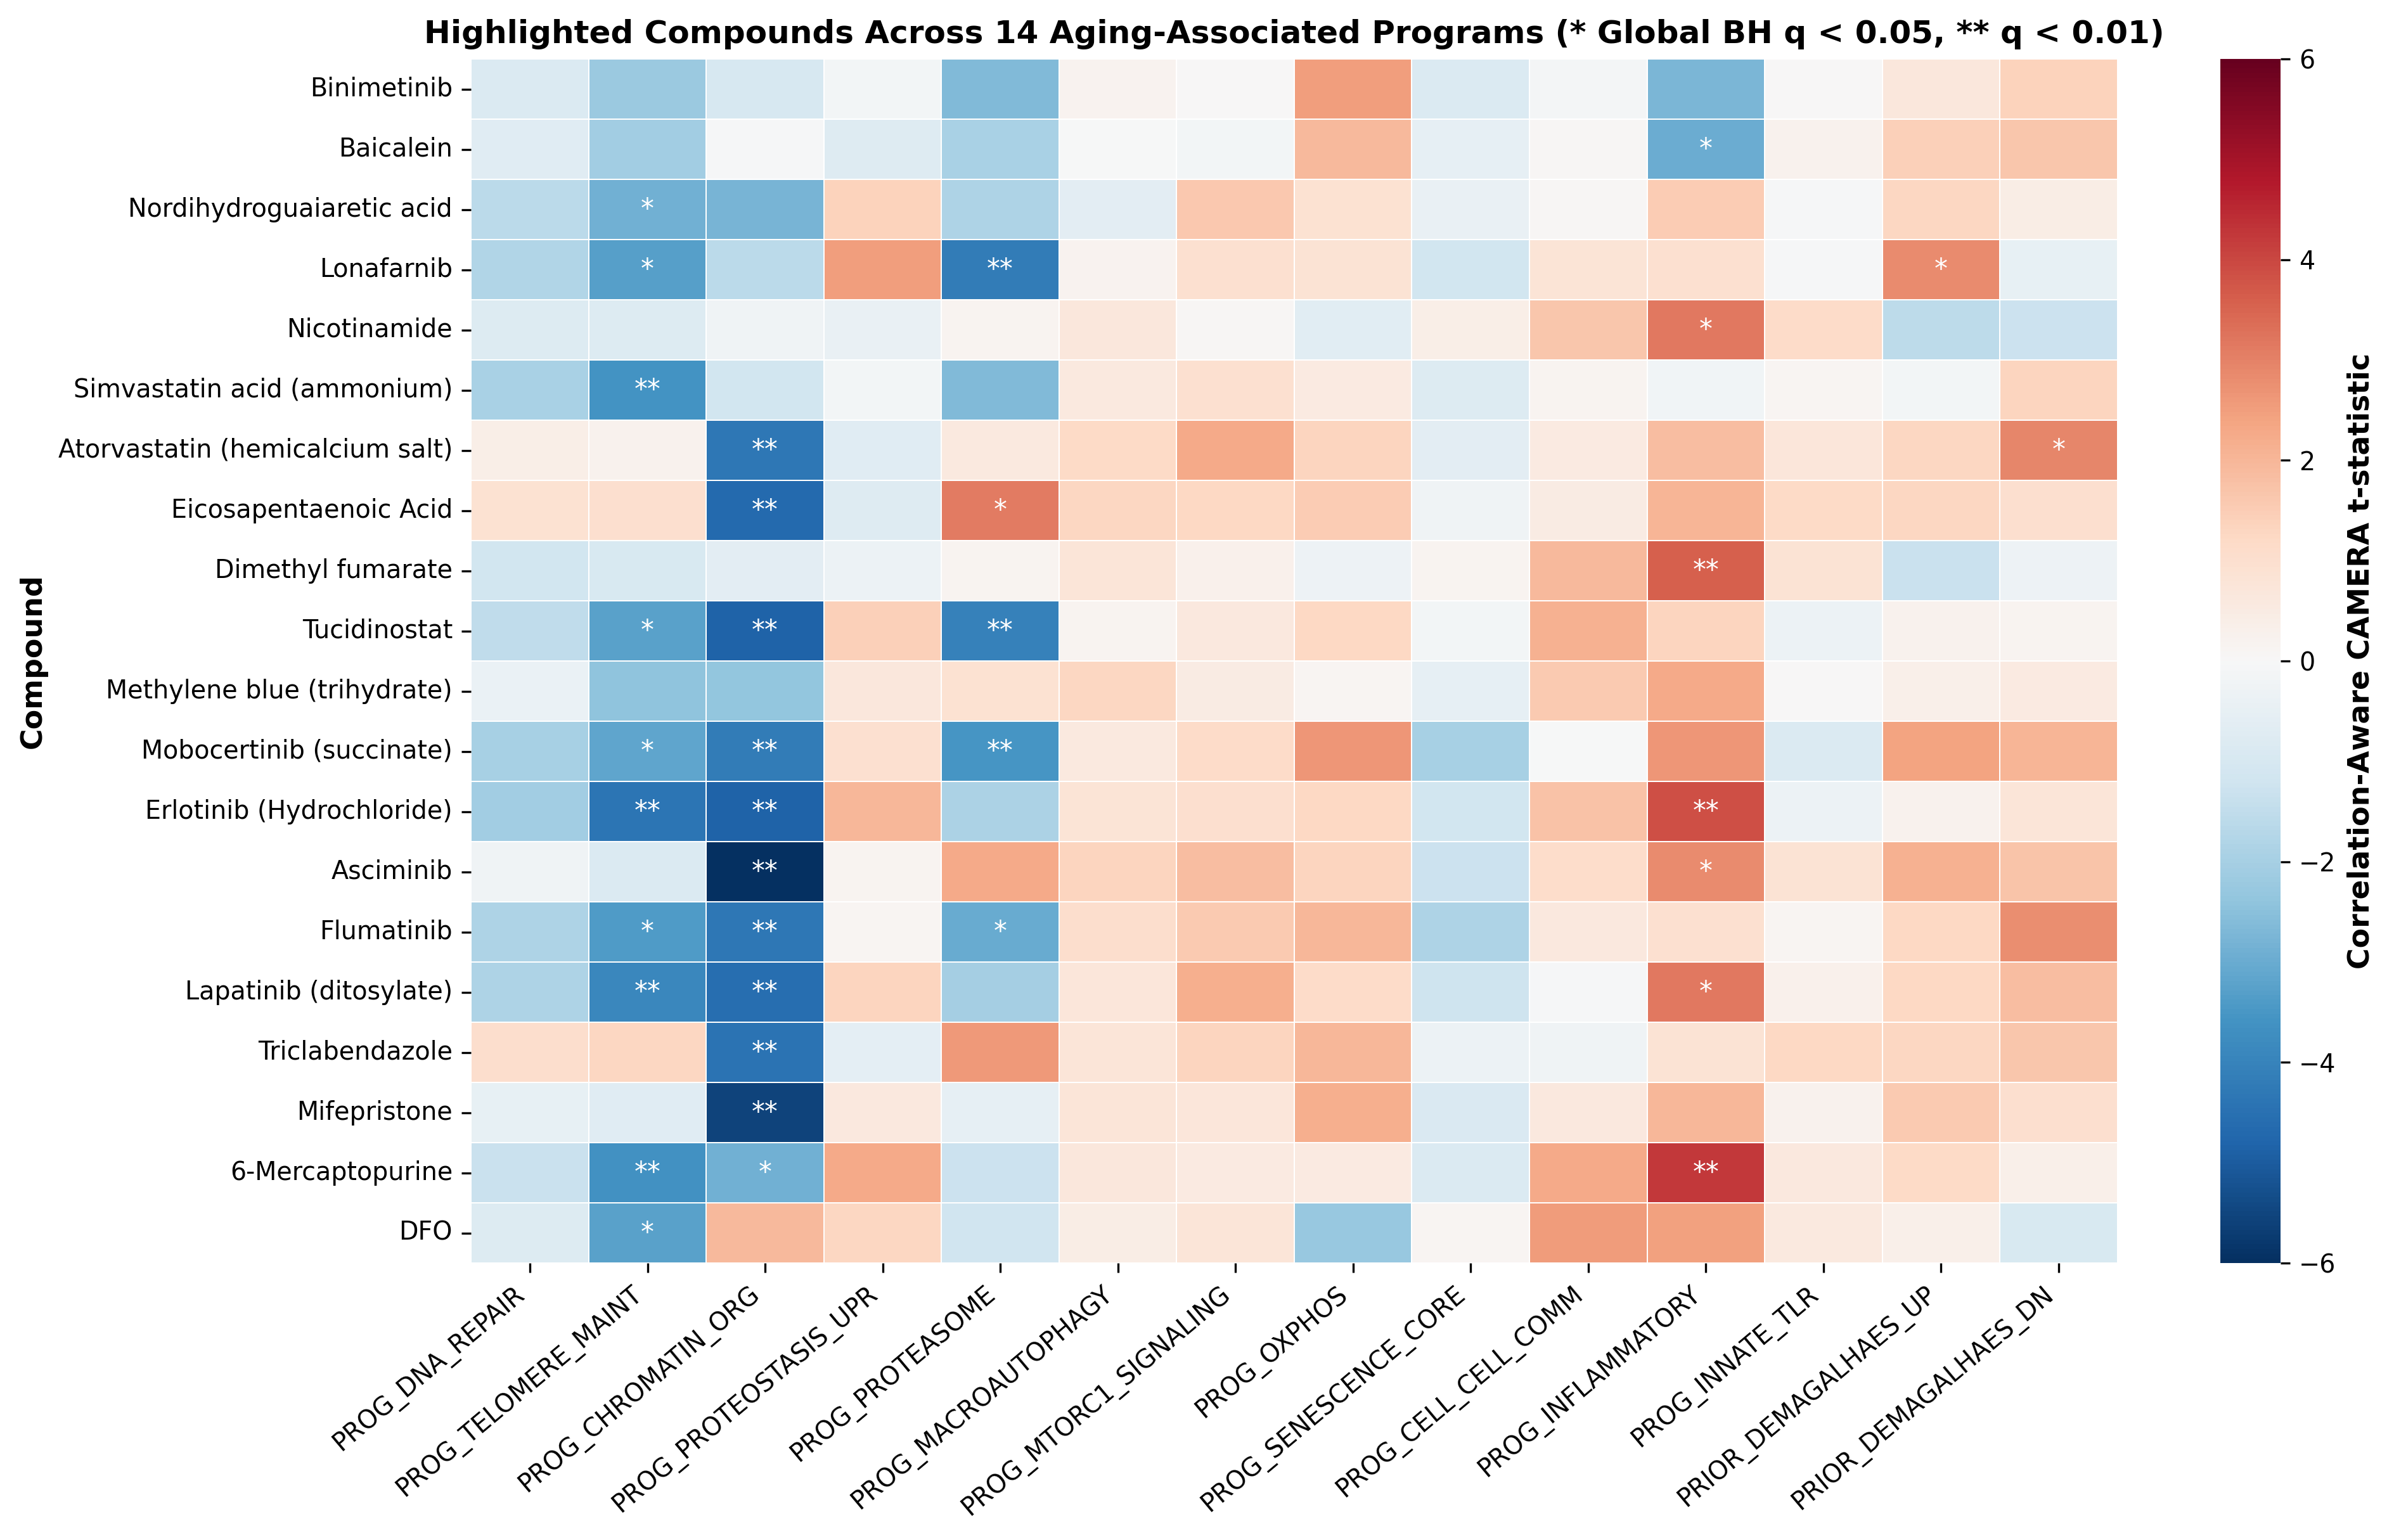 Highlighted Compounds Across 14 Aging-Associated Programs (* Global BH q < 0.05, ** q < 0.01)
Compound
Binimetinib
Baicalein
*
Nordihydroguaiaretic acid
*
Lonafarnib
* ** *
Nicotinamide
*
Simvastatin acid (ammonium)
**
Atorvastatin (hemicalcium salt)
** *
Eicosapentaenoic Acid
** *
Dimethyl fumarate
**
Tucidinostat
* ** **
Methylene blue (trihydrate)
Mobocertinib (succinate)
* ** **
Erlotinib (Hydrochloride)
** ** **
Asciminib
** *
Flumatinib
* ** *
Lapatinib (ditosylate)
** ** *
Triclabendazole
**
Mifepristone
**
6-Mercaptopurine
** * **
DFO
*
PROG_DNA_REPAIR
PROG_TELOMERE_MAINT
PROG_CHROMATIN_ORG
PROG_PROTEOSTASIS_UPR
PROG_PROTEASOME
PROG_MACROAUTOPHAGY
PROG_MTORC1_SIGNALING
PROG_OXPHOS
PROG_SENESCENCE_CORE
PROG_CELL_CELL_COMM
PROG_INFLAMMATORY
PROG_INNATE_TLR
PRIOR_DEMAGALHAES_UP
PRIOR_DEMAGALHAES_DN
6
4
2
0
−2
−4
−6
Correlation-Aware CAMERA t-statistic